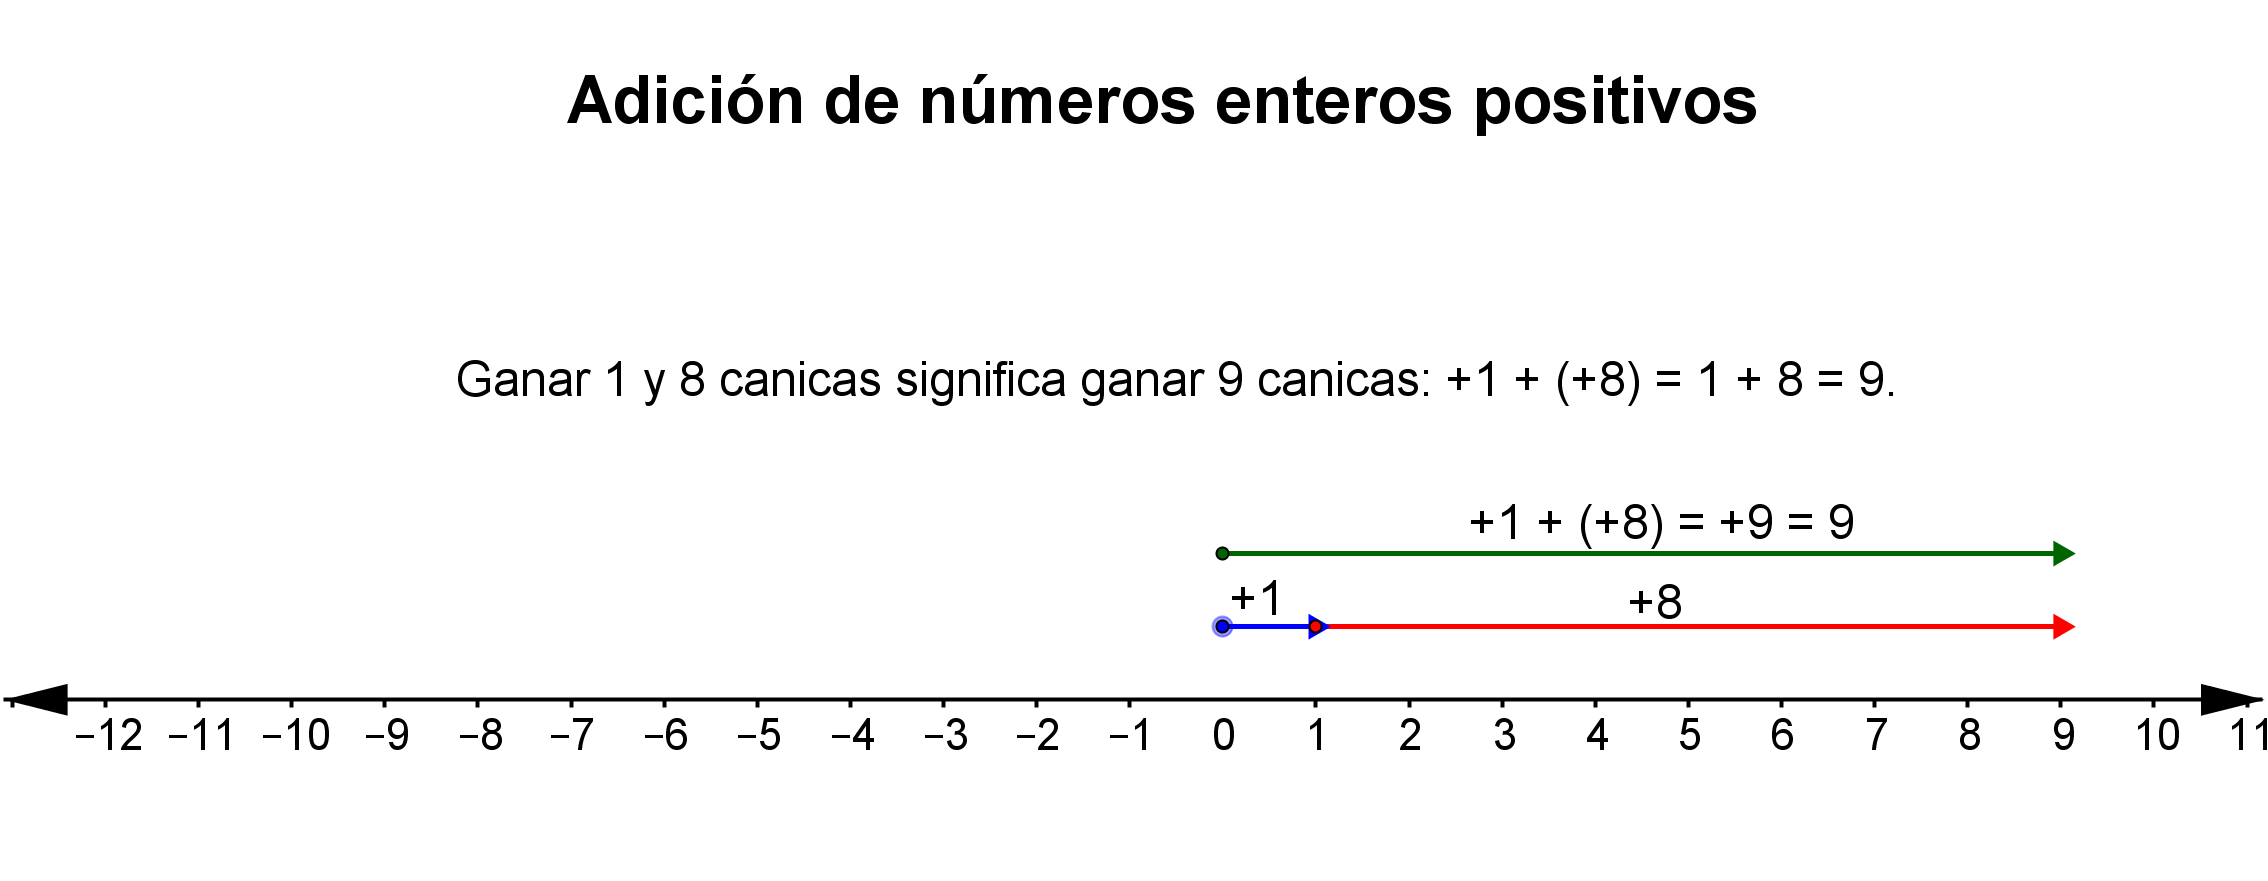 Adición de números enteros positivos
Ganar 1 y 8 canicas significa ganar 9 canicas: +1 + (+8) = 1 + 8 = 9.
+1 + (+8) = +9 = 9
+1 +8
−12 −11 −10 −9 −8 −7 −6 −5 −4 −3 −2 −1 0 1 2 3 4 5 6 7 8 9 10 11